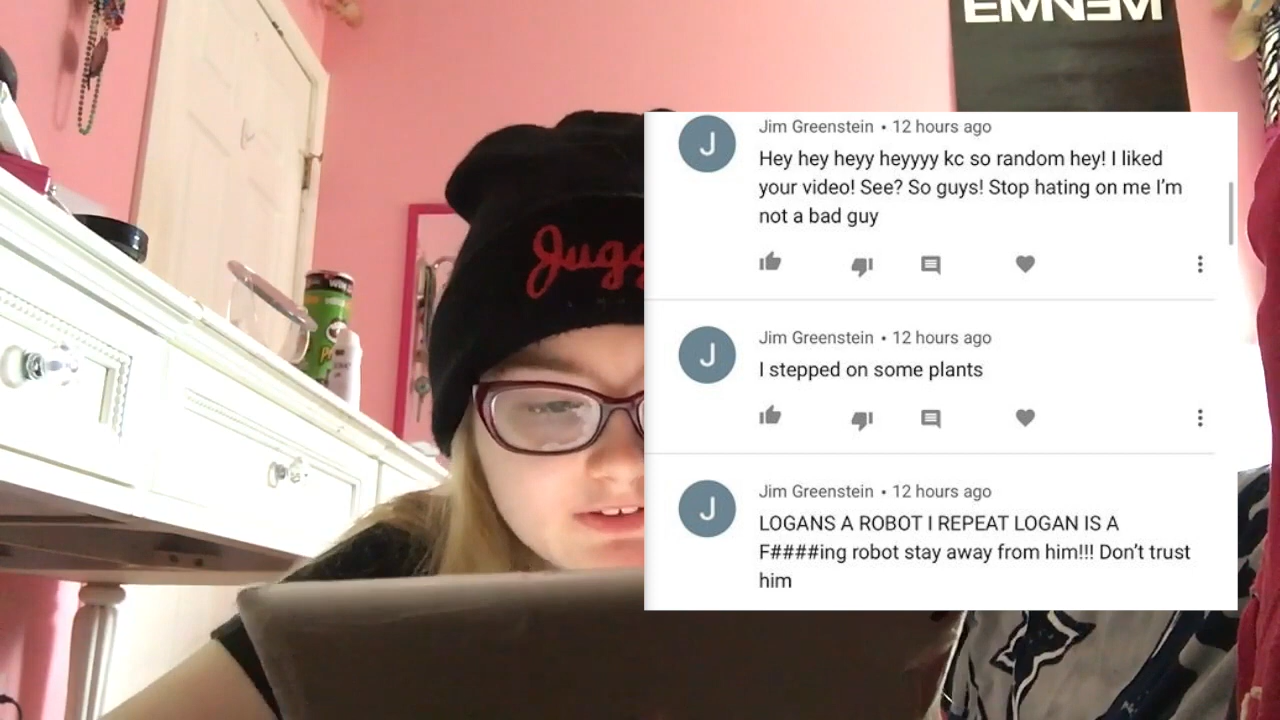 EMNEM
Jim Greenstein • 12 hours ago
J
Hey hey heyy heyyyy kc so random hey! I liked
your video! See? So guys! Stop hating on me I'm
not a bad guy
Jim Greenstein • 12 hours ago
J
I stepped on some plants
Jim Greenstein • 12 hours ago
J
LOGANS A ROBOT I REPEAT LOGAN IS A
F####ing robot stay away from him!!! Don't trust
him